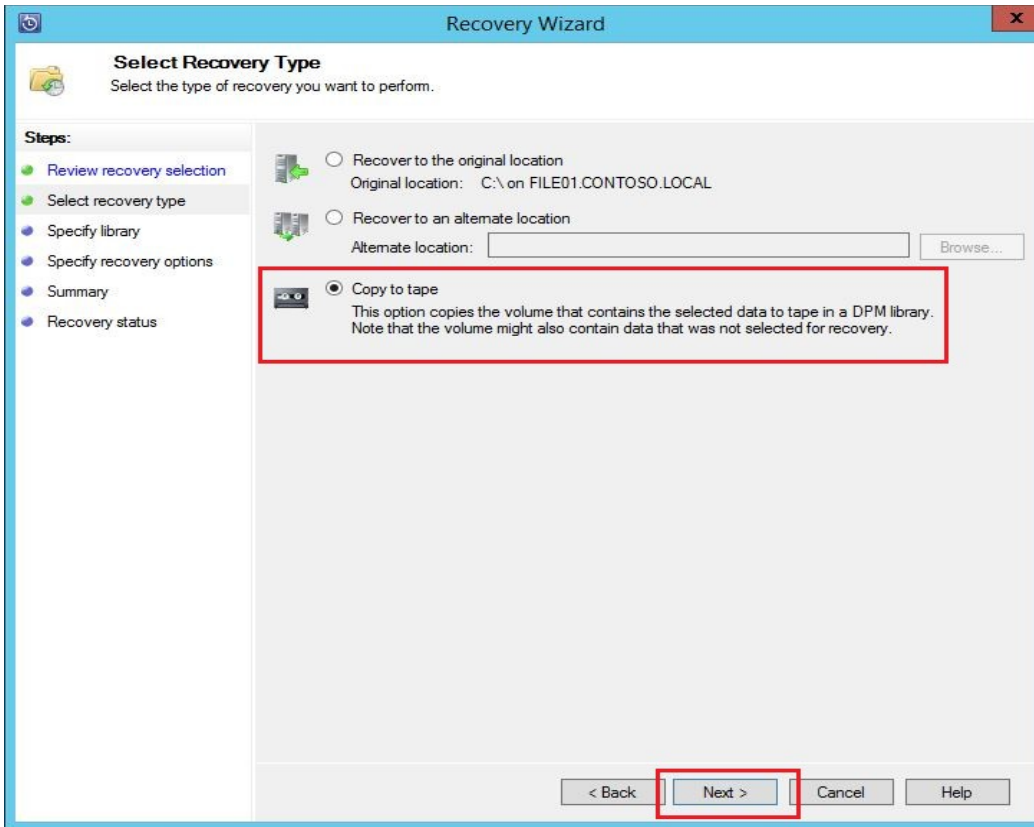 Recovery Wizard
x
Select Recovery Type
Select the type of recovery you want to perform.
Steps:
Review recovery selection
Select recovery type
Specify library
Specify recovery options
Summary
Recovery status
Recover to the original location
Original location: C:\ on FILE01.CONTOSO.LOCAL
Recover to an alternate location
Alternate location:
Browse...
Copy to tape
This option copies the volume that contains the selected data to tape in a DPM library.
Note that the volume might also contain data that was not selected for recovery.
< Back
Next >
Cancel
Help